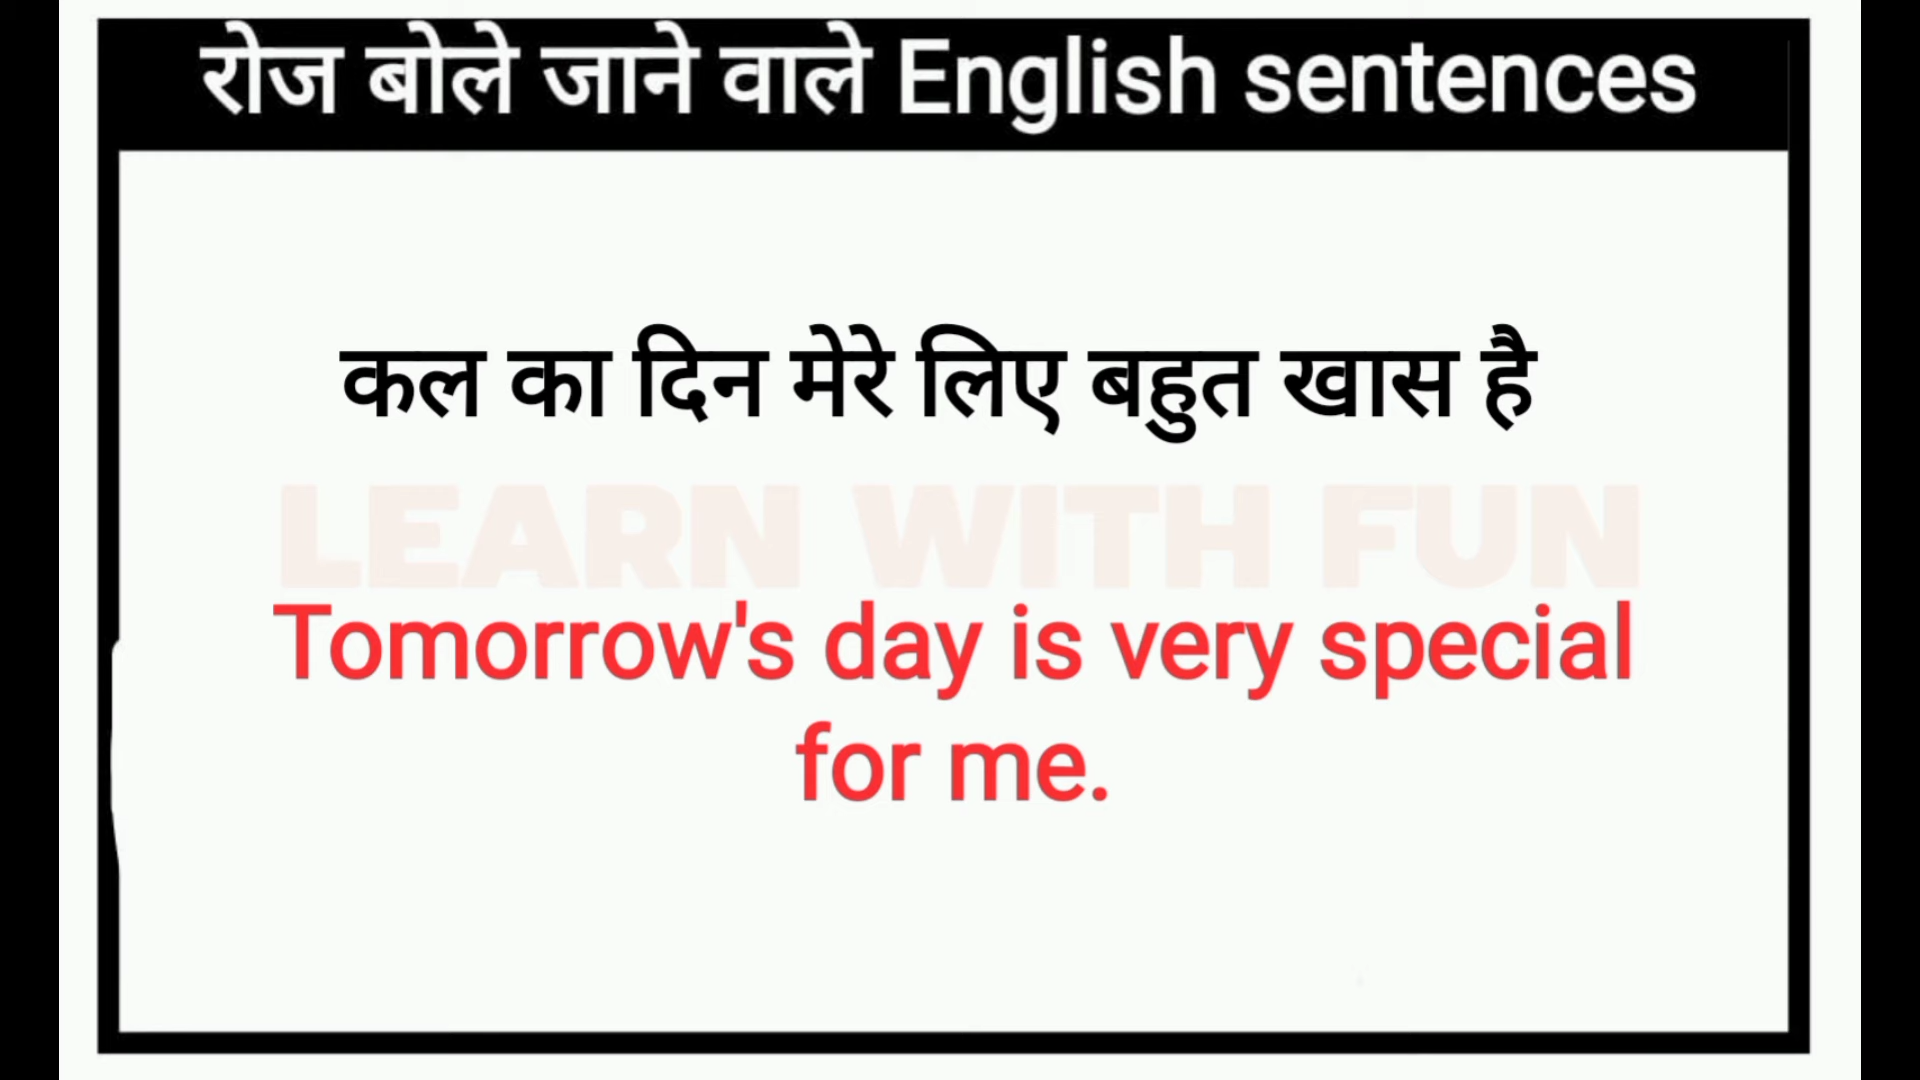 रोज बोले जाने वाले English sentences
कल का दिन मेरे लिए बहुत खास है
LEARN WITH FUN
Tomorrow's day is very special
for me.